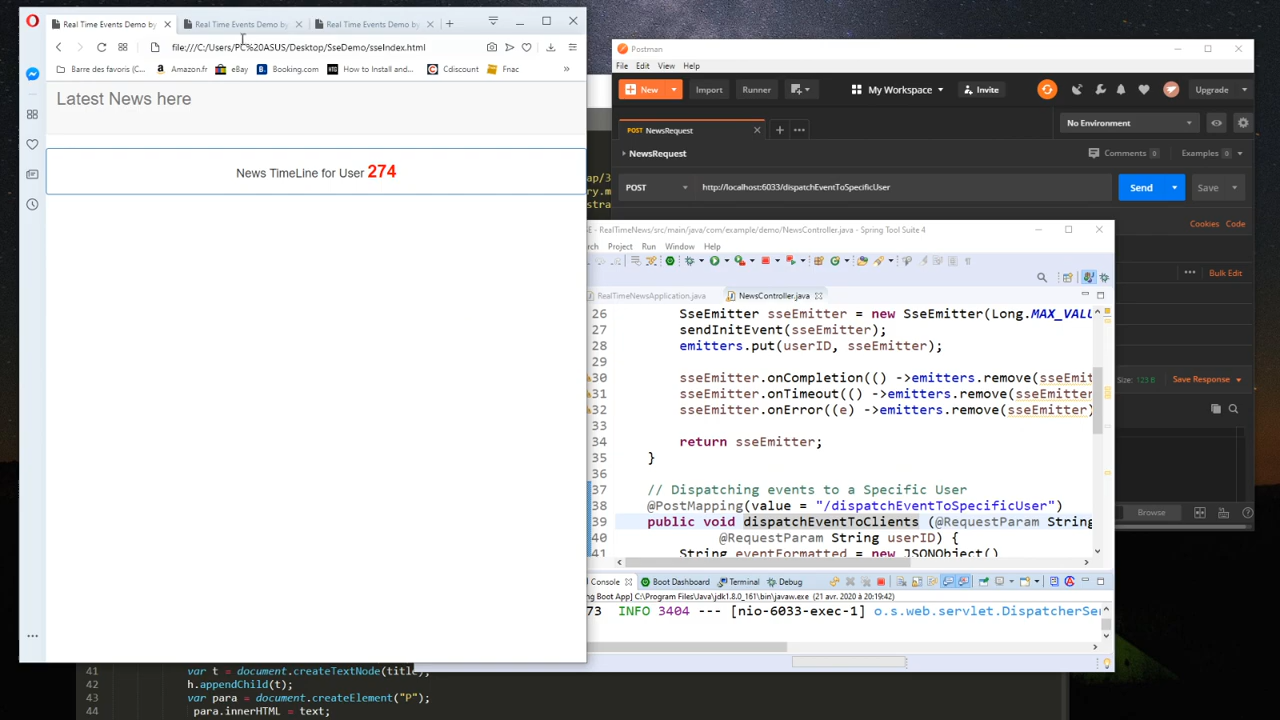 Real Time Events Demo by
Real Time Events Demo by
Real Time Events Demo by
file:///C:/Users/PC%20ASUS/Desktop/SseDemo/sseIndex.html
Barre des favoris (C...
Amazon.fr
eBay
Booking.com
How to Install and...
Cdiscount
Fnac
Latest News here
News TimeLine for User 274
Postman
File Edit View Help
New Import Runner My Workspace Invite Upgrade
POST NewsRequest No Environment
NewsRequest Comments 0 Examples 0
POST http://localhost:6033/dispatchEventToSpecificUser Send Save
Cookies Code
Bulk Edit
Size: 123 B Save Response
Browse
E - RealTimeNews/src/main/java/com/example/demo/NewsController.java - Spring Tool Suite 4
rch Project Run Window Help
RealTimeNewsApplication.java NewsController.java
26 SseEmitter sseEmitter = new SseEmitter(Long.MAX_VALU
27 sendInitEvent(sseEmitter);
28 emitters.put(userID, sseEmitter);
29
30 sseEmitter.onCompletion(() ->emitters.remove(sseEmit
31 sseEmitter.onTimeout(() ->emitters.remove(sseEmitter
32 sseEmitter.onError((e) ->emitters.remove(sseEmitter)
33
34 return sseEmitter;
35 }
36
37 // Dispatching events to a Specific User
38 @PostMapping(value = "/dispatchEventToSpecificUser")
39 public void dispatchEventToClients (@RequestParam String
40 @RequestParam String userID) {
41 String eventFormatted = new JSONObject()
Console Boot Dashboard Terminal Debug
ng Boot App] C:\Program Files\Java\jdk1.8.0_161\bin\javaw.exe (21 avr. 2020 à 20:19:42)
73 INFO 3404 --- [nio-6033-exec-1] o.s.web.servlet.DispatcherSer
41 var t = document.createTextNode(title);
42 h.appendChild(t);
43 var para = document.createElement("P");
44 para.innerHTML = text;